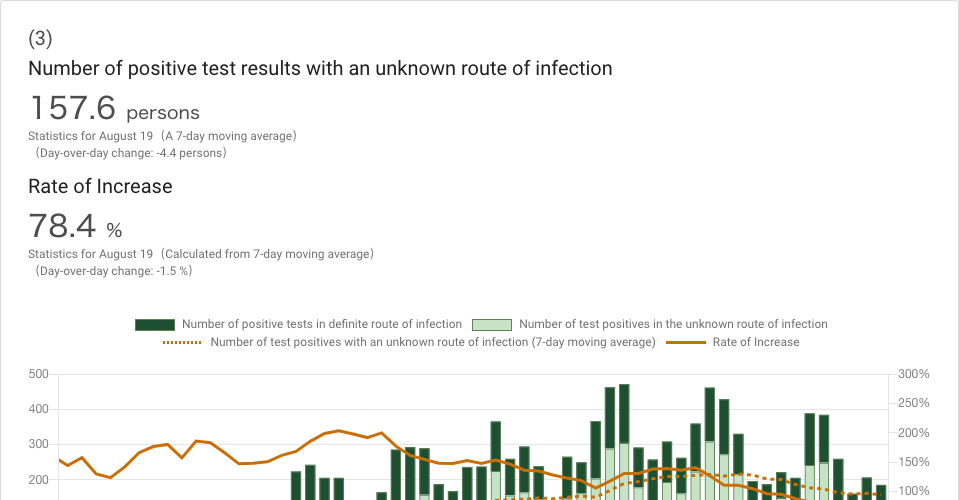 (3)
Number of positive test results with an unknown route of infection
157.6 persons
Statistics for August 19（A 7-day moving average）
（Day-over-day change: -4.4 persons）
Rate of Increase
78.4 %
Statistics for August 19（Calculated from 7-day moving average）
（Day-over-day change: -1.5 %）
Number of positive tests in definite route of infection Number of test positives in the unknown route of infection
Number of test positives with an unknown route of infection (7-day moving average) Rate of Increase
500 300%
250%
400
300 200%
150%
200
100%